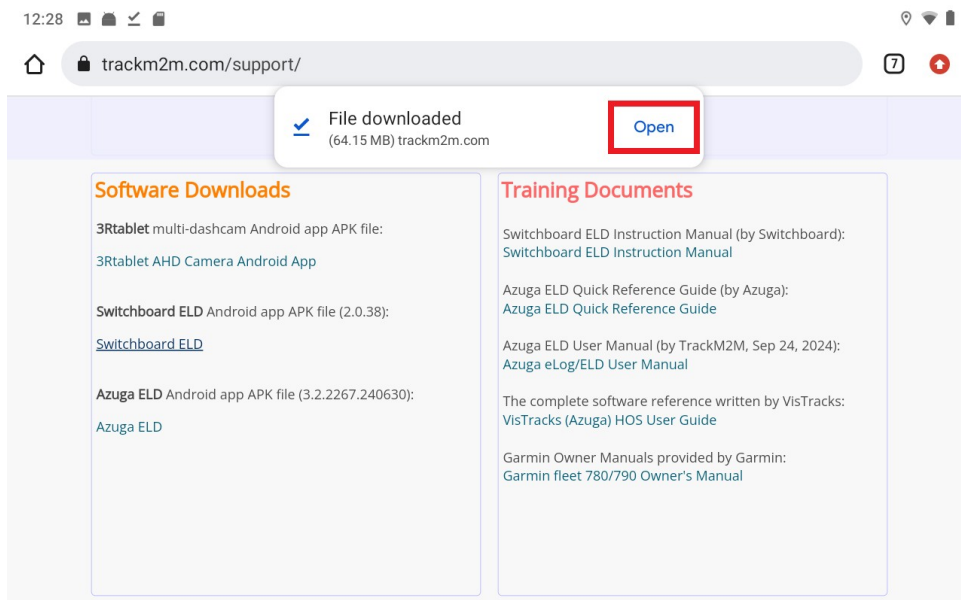 12:28
trackm2m.com/support/
7
File downloaded
(64.15 MB) trackm2m.com
Open
Software Downloads
3Rtablet multi-dashcam Android app APK file:
3Rtablet AHD Camera Android App
Switchboard ELD Android app APK file (2.0.38):
Switchboard ELD
Azuga ELD Android app APK file (3.2.2267.240630):
Azuga ELD
Training Documents
Switchboard ELD Instruction Manual (by Switchboard):
Switchboard ELD Instruction Manual
Azuga ELD Quick Reference Guide (by Azuga):
Azuga ELD Quick Reference Guide
Azuga ELD User Manual (by TrackM2M, Sep 24, 2024):
Azuga eLog/ELD User Manual
The complete software reference written by VisTracks:
VisTracks (Azuga) HOS User Guide
Garmin Owner Manuals provided by Garmin:
Garmin fleet 780/790 Owner's Manual